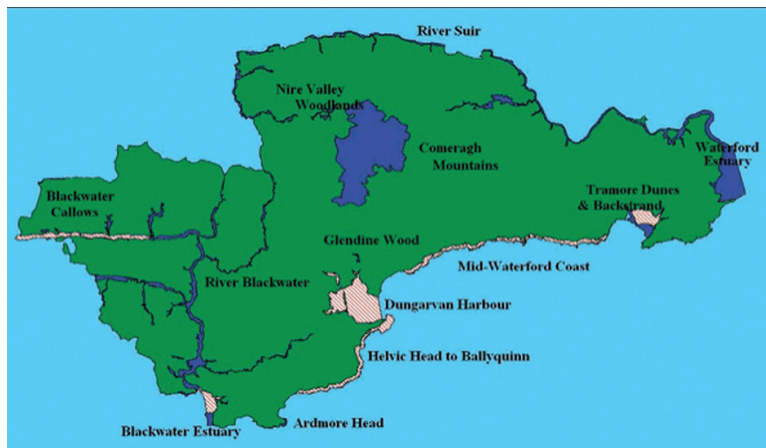 River Suir
Nire Valley
Woodlands
Comeragh
Mountains
Waterford
Estuary
Tramore Dunes
& Backstrand
Blackwater
Callows
Glendine Wood
Mid-Waterford Coast
River Blackwater
Dungarvan Harbour
Helvic Head to Ballyquinn
Ardmore Head
Blackwater Estuary